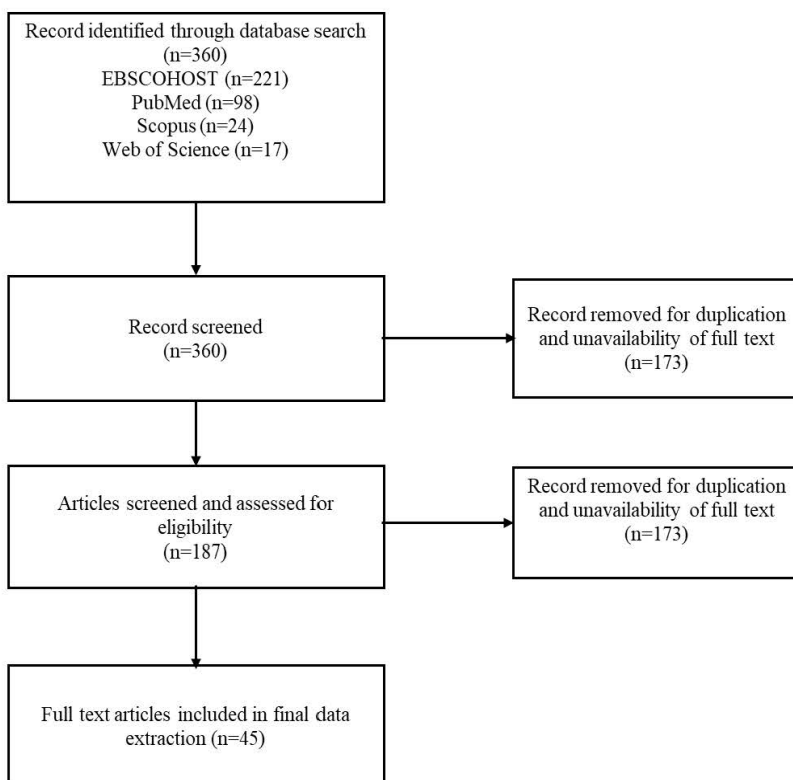 Record identified through database search
(n=360)
EBSCOHOST (n=221)
PubMed (n=98)
Scopus (n=24)
Web of Science (n=17)
Record screened
(n=360)
Record removed for duplication
and unavailability of full text
(n=173)
Articles screened and assessed for
eligibility
(n=187)
Record removed for duplication
and unavailability of full text
(n=173)
Full text articles included in final data
extraction (n=45)